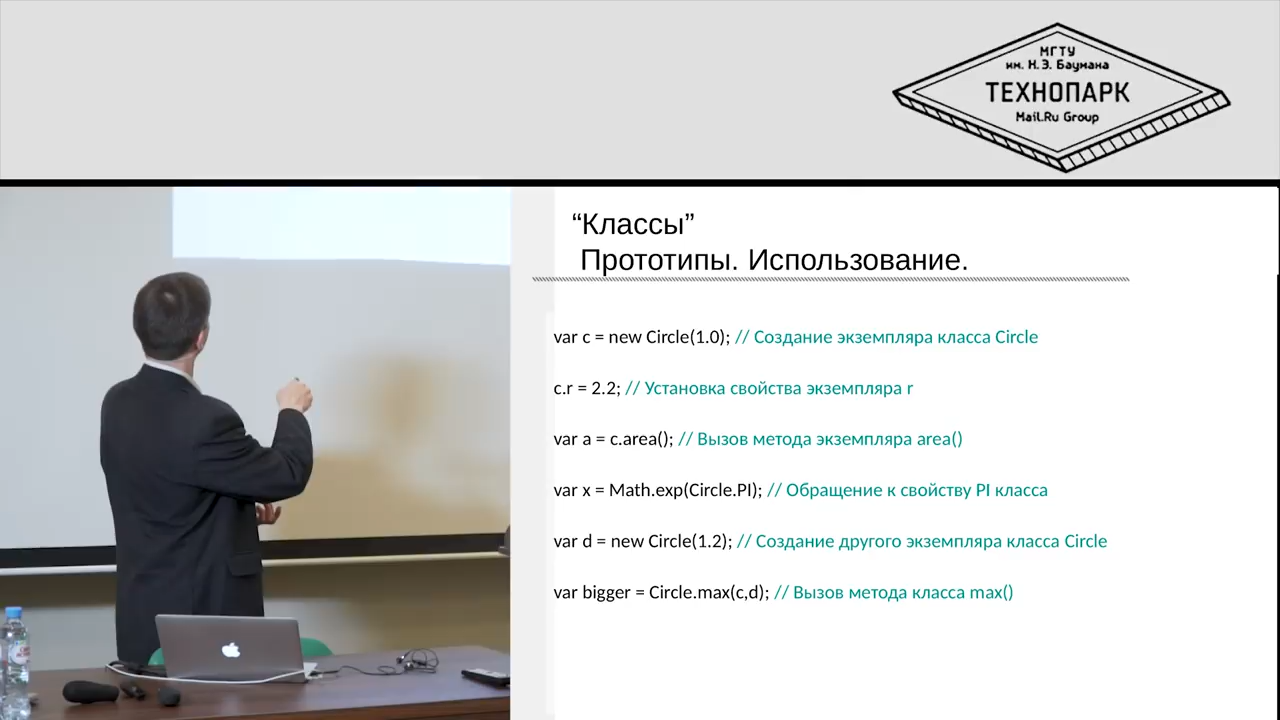 МГТУ
им. Н.Э. Баумана
ТЕХНОПАРК
Mail.Ru Group
“Классы”
Прототипы. Использование.
var c = new Circle(1.0); // Создание экземпляра класса Circle
c.r = 2.2; // Установка свойства экземпляра r
var a = c.area(); // Вызов метода экземпляра area()
var x = Math.exp(Circle.PI); // Обращение к свойству PI класса
var d = new Circle(1.2); // Создание другого экземпляра класса Circle
var bigger = Circle.max(c,d); // Вызов метода класса max()